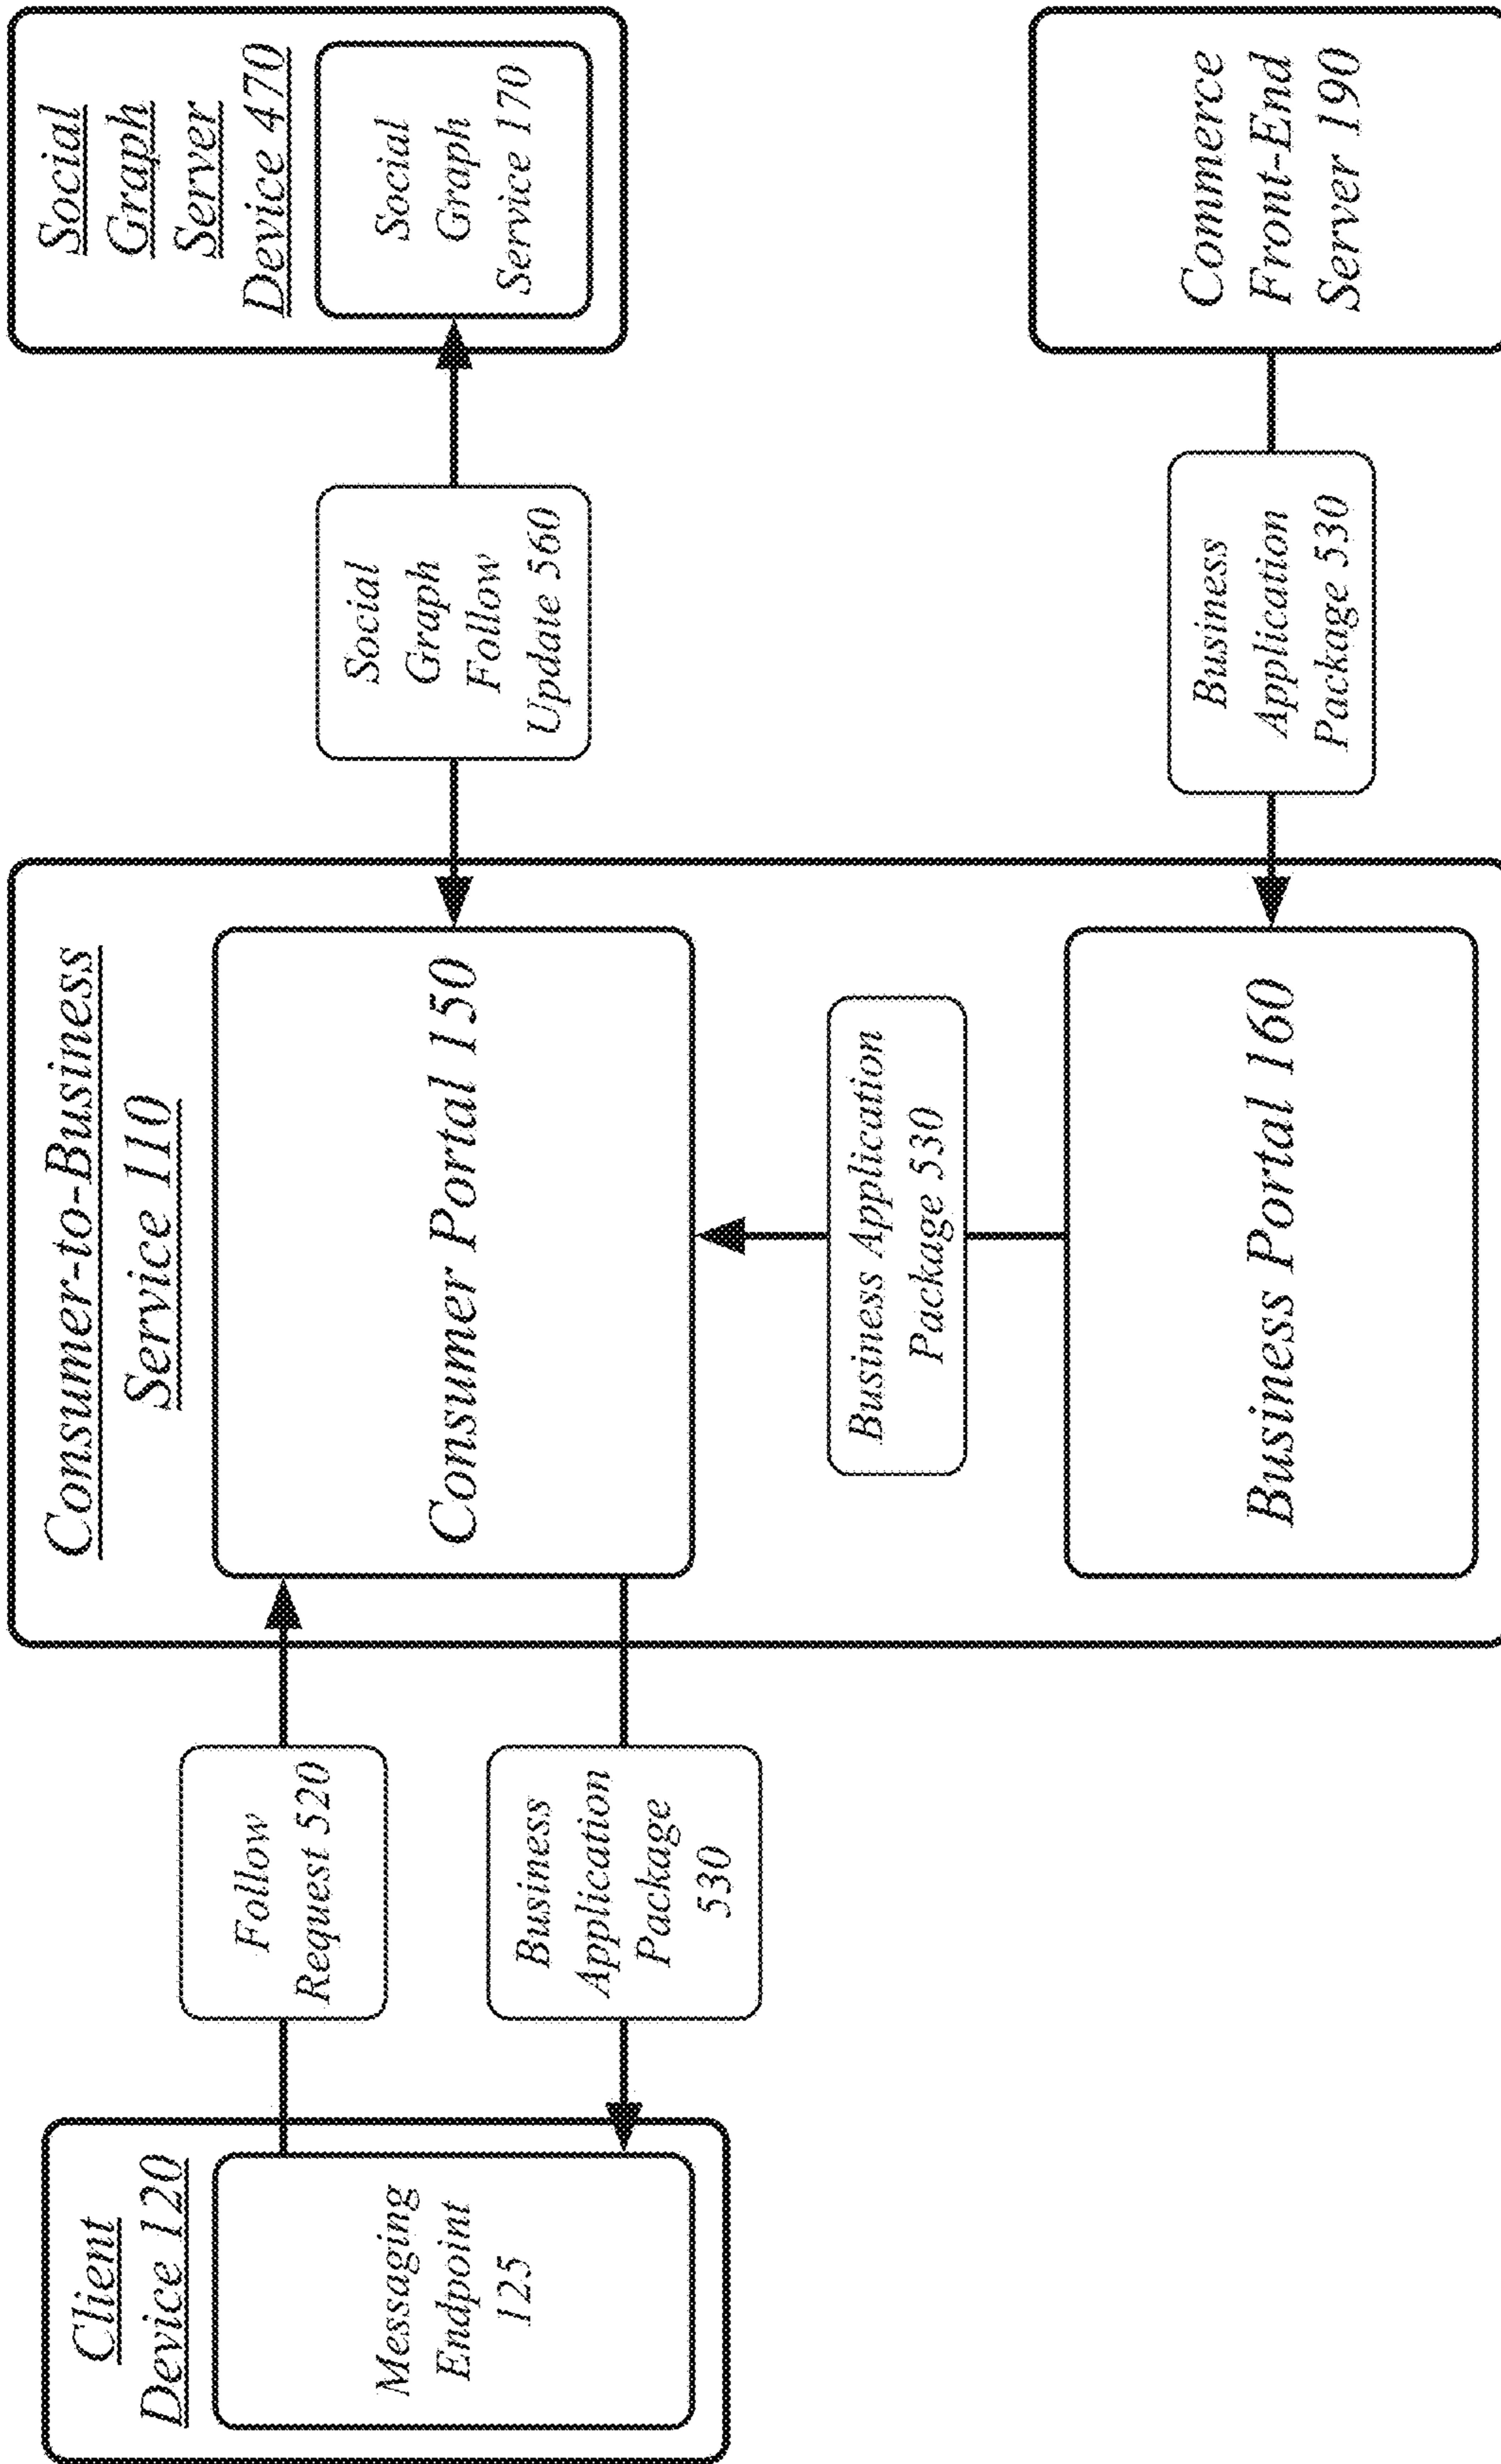 Client
Device 120
Messaging
Endpoint
125
Follow
Request 520
Business
Application
Package
530
Consumer-to-Business
Service 110
Consumer Portal 150
Business Application
Package 530
Business Portal 160
Social
Graph
Follow
Update 560
Business
Application
Package 530
Social
Graph
Server
Device 470
Social
Graph
Service 170
Commerce
Front-End
Server 190